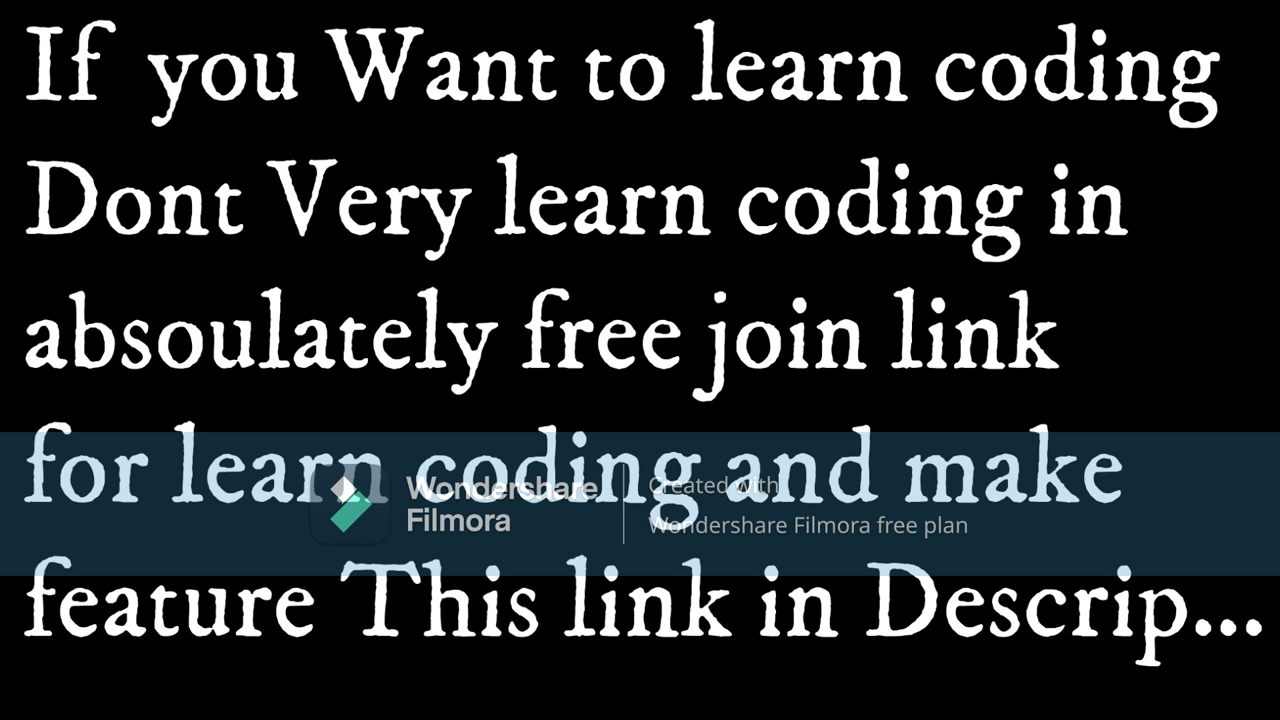 If you Want to learn coding
Dont Very learn coding in
absoulately free join link
for learn coding and make
Wondershare
Filmora
Created with
Wondershare Filmora free plan
feature This link in Descrip...